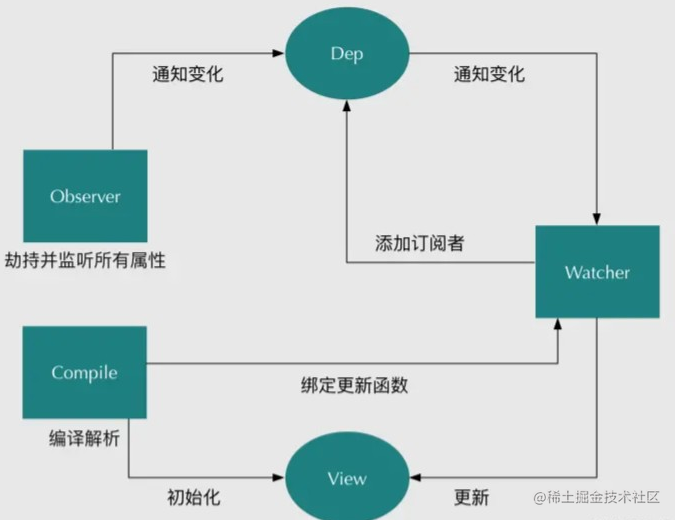 Dep
通知变化
通知变化
Observer
劫持并监听所有属性
添加订阅者
Watcher
Compile
绑定更新函数
编译解析
View
初始化
更新
@稀土掘金技术社区